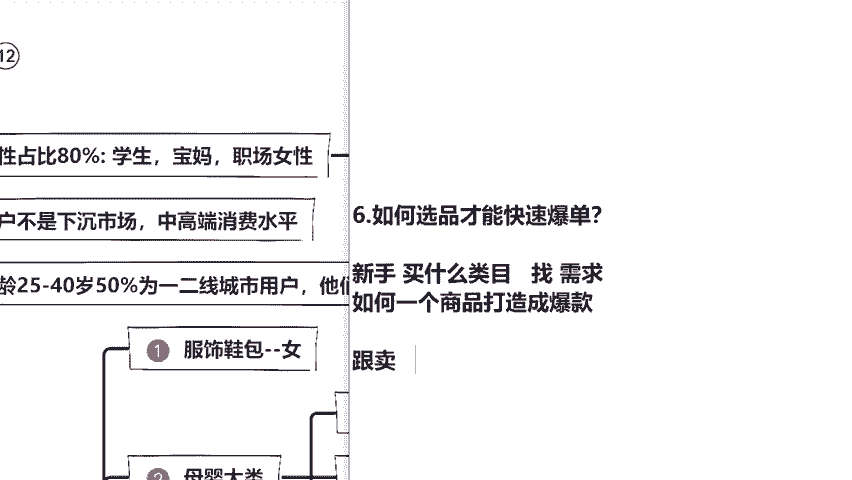 12
性占比80%: 学生，宝妈，职场女性
户不是下沉市场，中高端消费水平
6.如何选品才能快速爆单？
新手 买什么类目 找 需求
龄25-40岁50%为一二线城市用户，他们
如何一个商品打造成爆款
1 服饰鞋包--女
跟卖
2 母婴大类